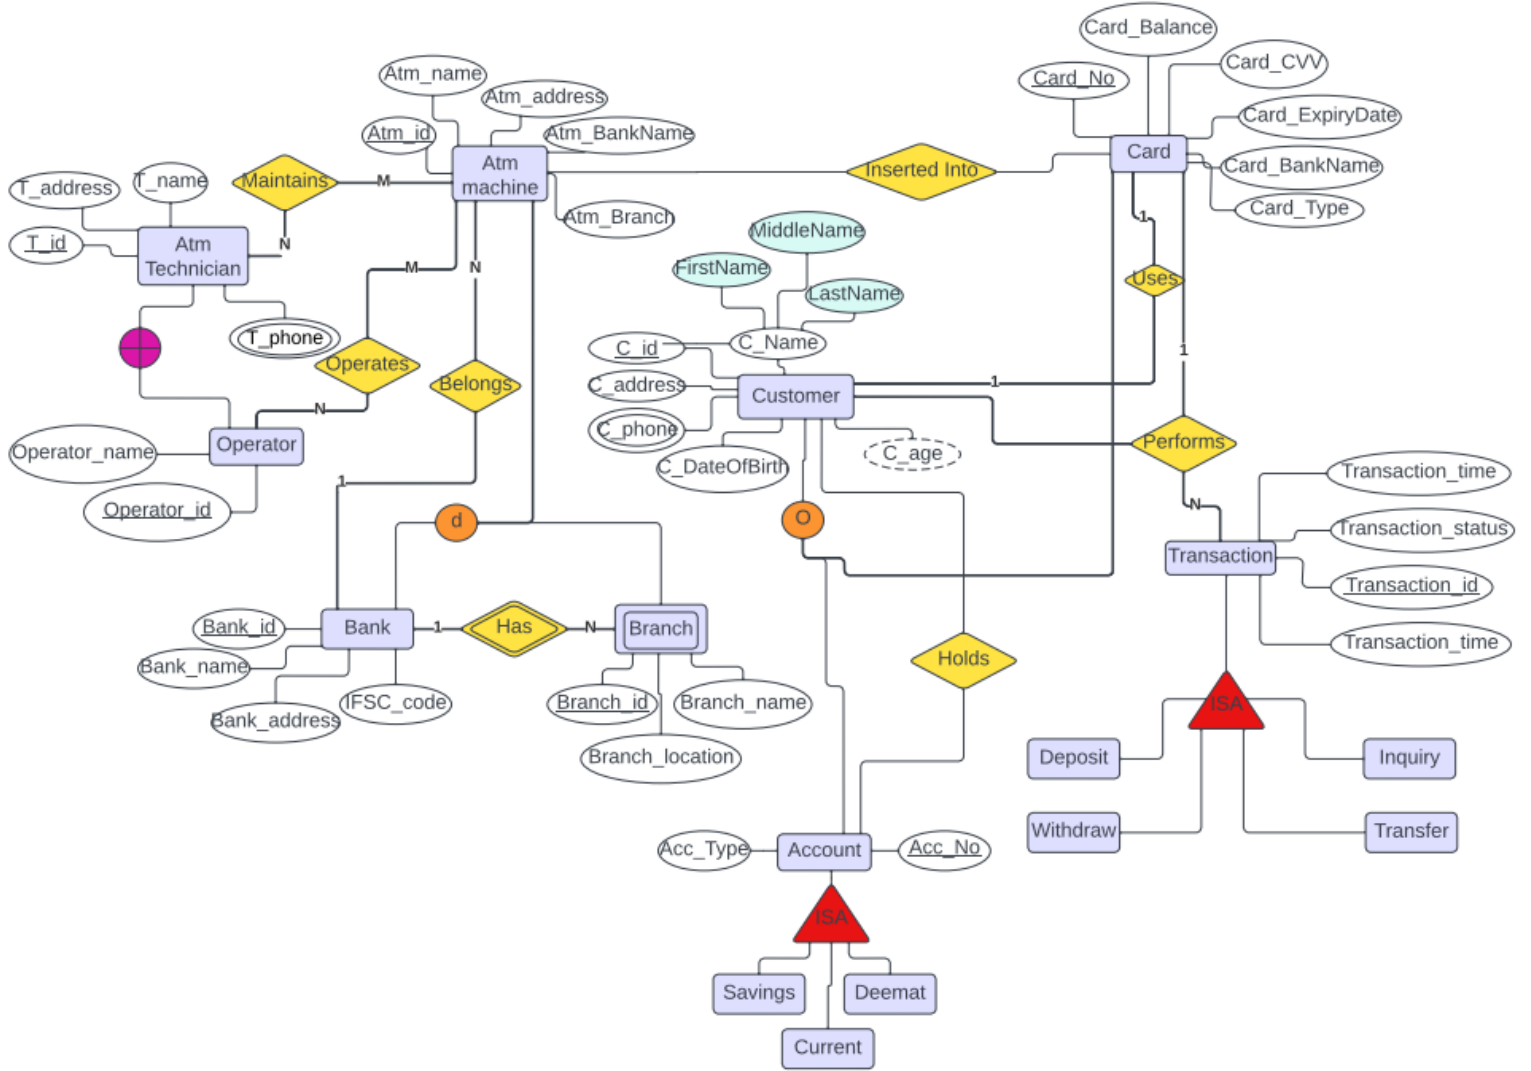 Card_Balance
Atm_name
Card_CVV
Card_No
Atm_address
Card_ExpiryDate
Atm_id
Atm_BankName
Atm
machine
Card
Inserted Into
Card_BankName
Maintains
M
T_address
T_name
Card_Type
Atm_Branch
1
MiddleName
T_id
Atm
Technician
N
M
N
FirstName
Uses
LastName
T_phone
C_Name
C_id
1
Operates
Belongs
C_address
1
Customer
N
C_phone
Operator_name
Operator
Performs
C_age
C_DateOfBirth
Transaction_time
1
N
Operator_id
d
O
Transaction_status
Transaction
Transaction_id
Bank_id
Bank
1
Has
N
Branch
Transaction_time
Holds
Bank_name
Branch_id
Branch_name
IFSC_code
ISA
Bank_address
Branch_location
Deposit
Inquiry
Withdraw
Transfer
Acc_Type
Account
Acc_No
ISA
Savings
Deemat
Current